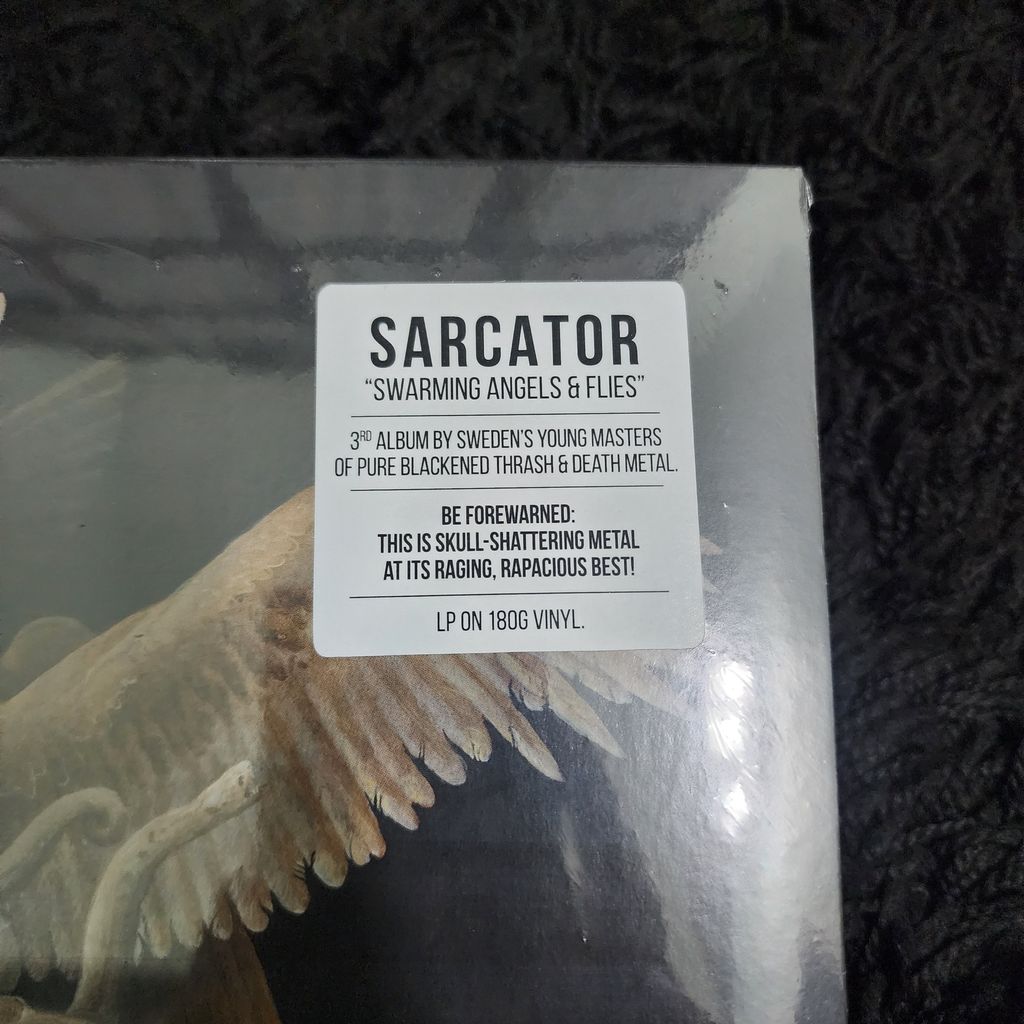 SARCATOR
“SWARMING ANGELS & FLIES”
3RD ALBUM BY SWEDEN'S YOUNG MASTERS
OF PURE BLACKENED THRASH & DEATH METAL.
BE FOREWARNED:
THIS IS SKULL-SHATTERING METAL
AT ITS RAGING, RAPACIOUS BEST!
LP ON 180G VINYL.